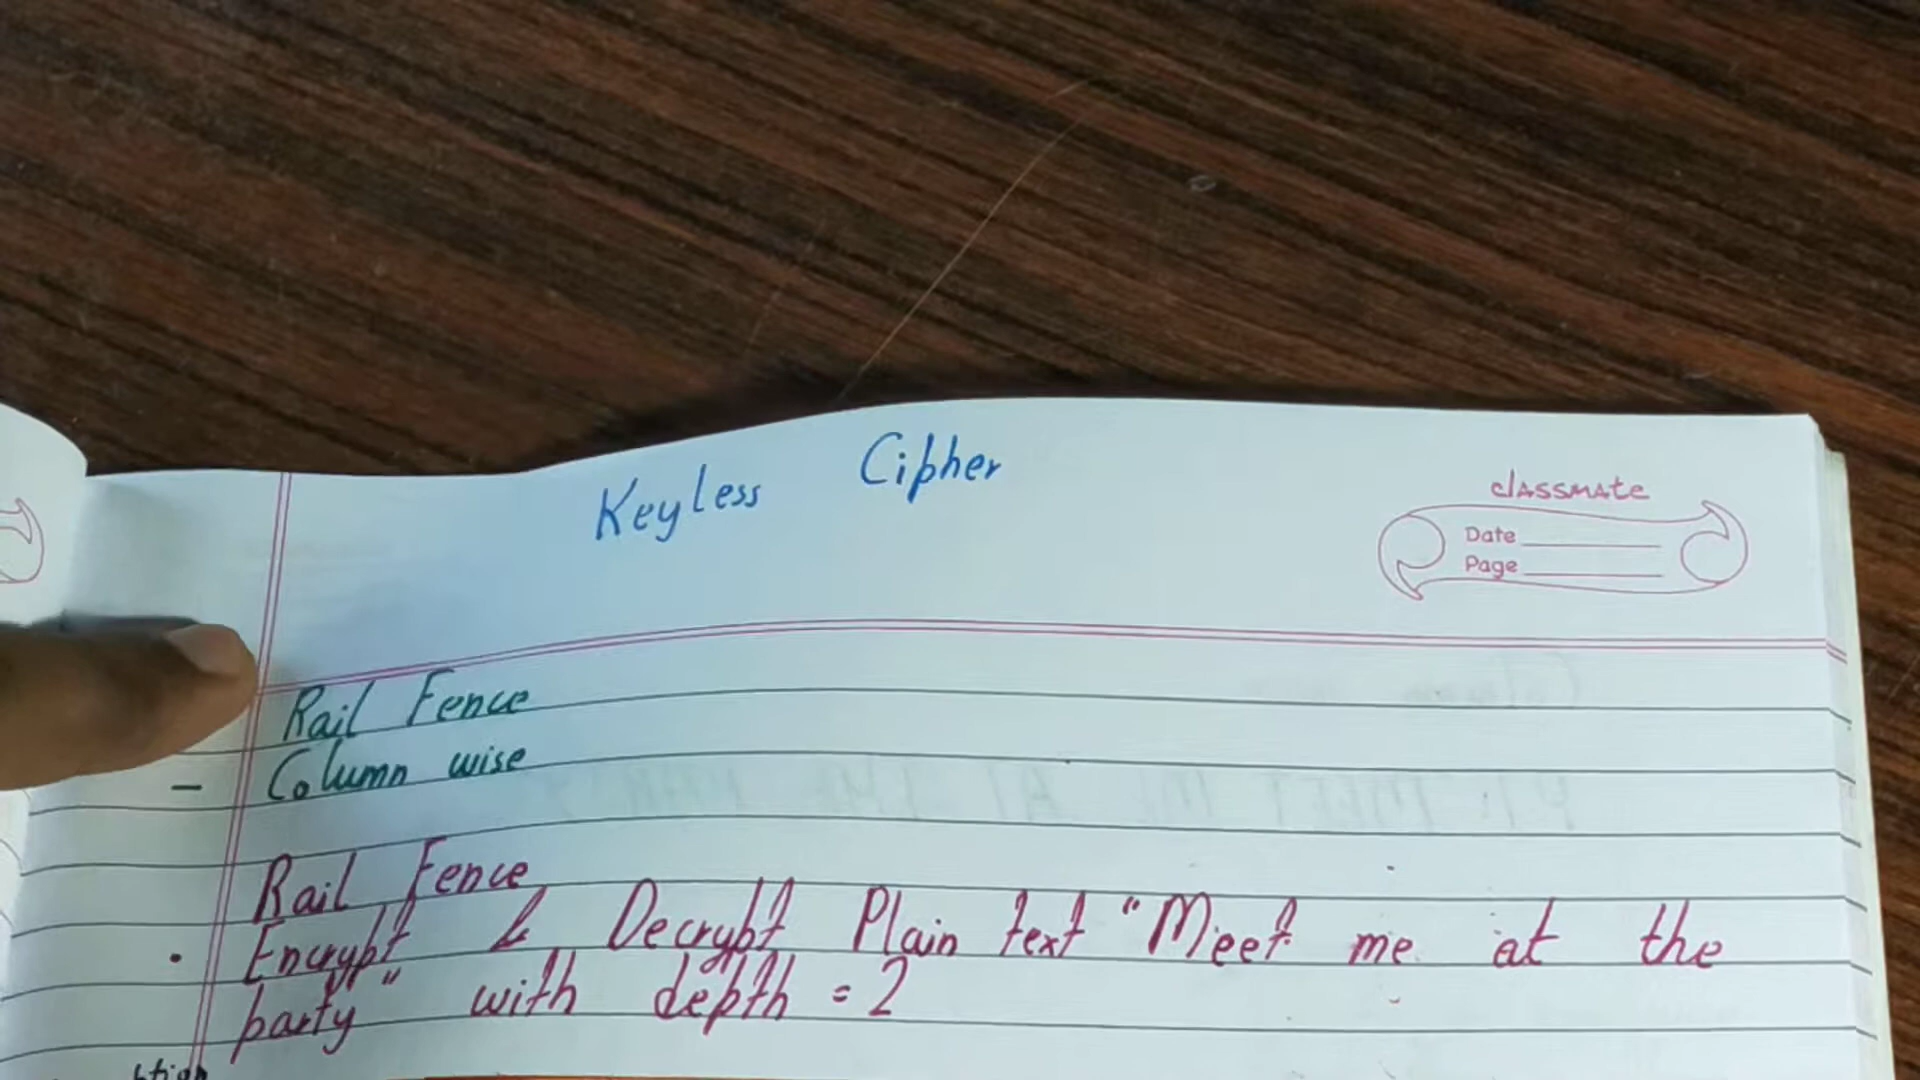 Keyless Cipher
classmate
Date
Page
Rail Fence
- Column wise
Rail Fence
• Encrypt & Decrypt Plain text "Meet me at the
party" with depth = 2